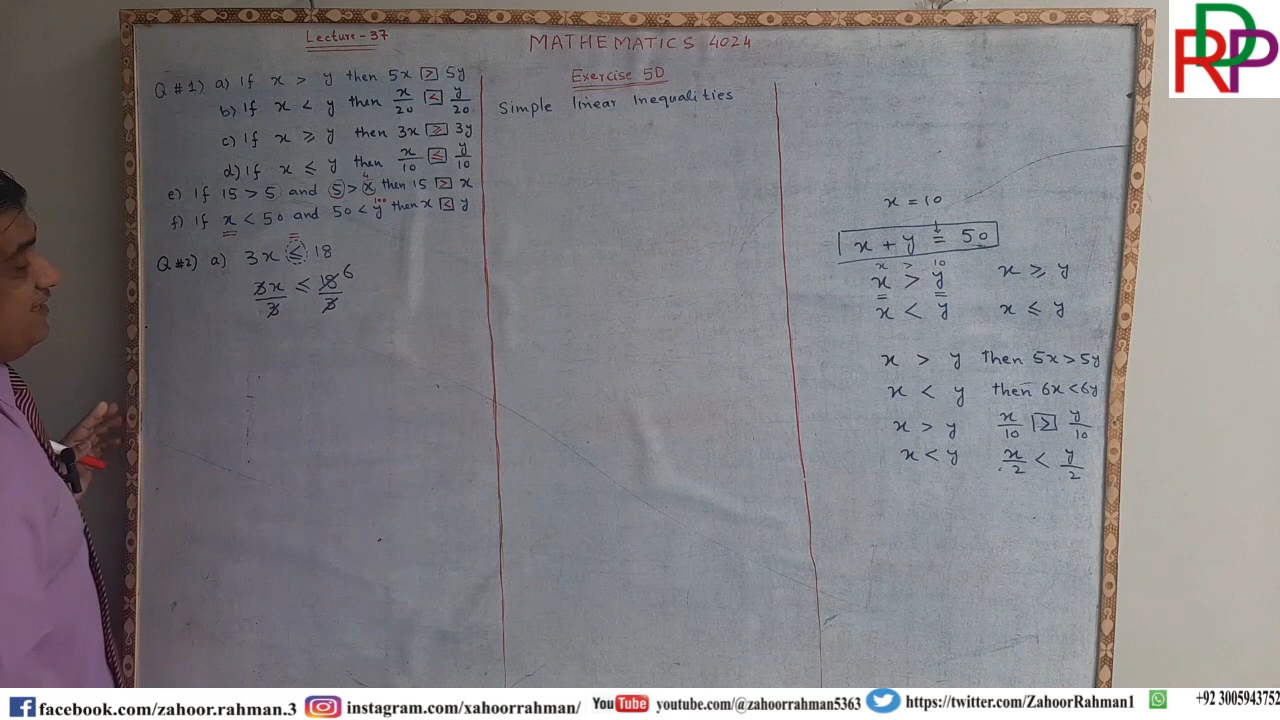 Lecture-37
MATHEMATICS 4024
RDP
Exercise 5D
Simple linear Inequalities
Q #1) a) If x > y then 5x > 5y
b) If x < y then x/20 < y/20
c) If x ≥ y then 3x ≥ 3y
d) If x ≤ y then x/10 ≤ y/10
e) If 15 > 5 and 5 > x 4 then 15 > x
f) If x < 50 and 50 < y 100 then x < y
Q #2) a) 3x ≤ 18
3x/3 ≤ 18/3 6
x = 10
x + y = 50
x > 10
x > y x ≥ y
x < y x ≤ y
x > y then 5x > 5y
x < y then 6x < 6y
x > y x/10 > y/10
x < y x/2 < y/2
facebook.com/zahoor.rahman.3 instagram.com/xahoorrahman/ YouTube youtube.com/@zahoorrahman5363 https://twitter.com/ZahoorRahman1 +92 3005943752